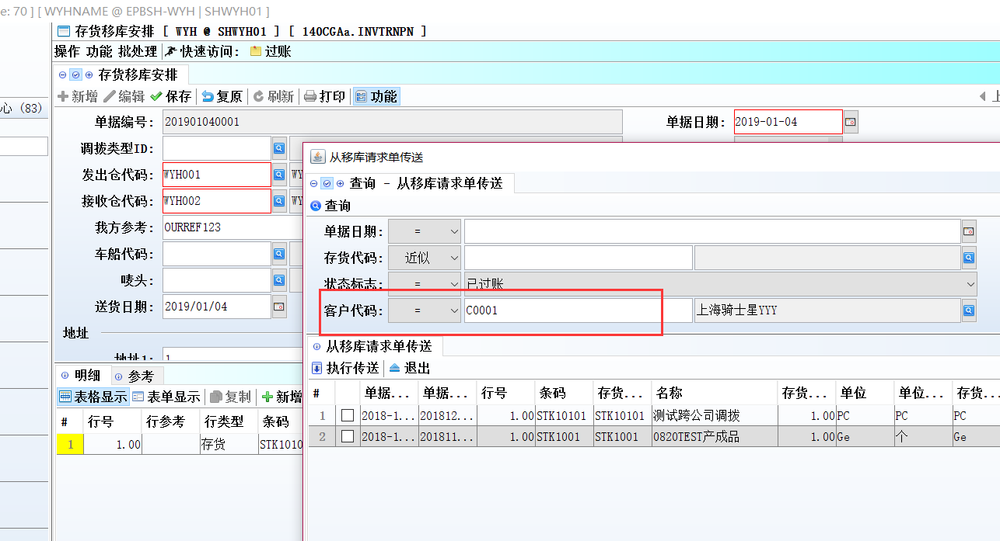 e: 70 ] [ WYHNAME @ EPBSH-WYH | SHWYH01 ]
存货移库安排 [ WYH @ SHWYH01 ] [ 140CGAa.INVTRNPN ]
操作 功能 批处理 快速访问: 过账
存货移库安排
新增 编辑 保存 复原 刷新 打印 功能
心 (83)
单据编号: 201901040001 单据日期: 2019-01-04
调拨类型ID:
发出仓代码: WYH001 WY
接收仓代码: WYH002 WY
我方参考: OURREF123
车船代码:
唛头:
送货日期: 2019/01/04
地址
地址1: 1
明细 参考
表格显示 表单显示 复制 新增
# 行号 行参考 行类型 条码
1 1.00 存货 STK1010
从移库请求单传送
查询 - 从移库请求单传送
查询
单据日期: =
存货代码: 近似
状态标志: = 已过账
客户代码: = C0001 上海骑士星YYY
从移库请求单传送
执行传送 退出
# 单据... 单据... 行号 条码 存货... 名称 存货... 单位 单位... 存货...
1 2018-1... 201812... 1.00 STK10101 STK10101 测试跨公司调拨 1.00 PC PC PC
2 2018-1... 201811... 1.00 STK1001 STK1001 0820TEST产成品 1.00 Ge 个 Ge